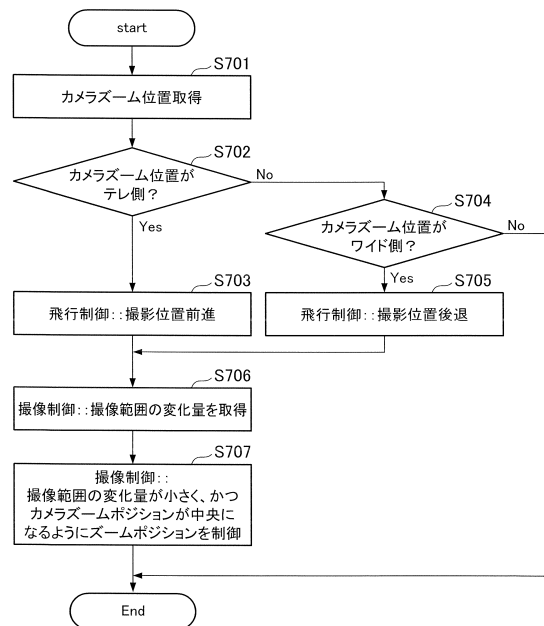 start
S701
カメラズーム位置取得
S702
カメラズーム位置が
テレ側？
No
Yes
S704
カメラズーム位置が
ワイド側？
No
Yes
S703
飛行制御：：撮影位置前進
S705
飛行制御：：撮影位置後退
S706
撮像制御：：撮像範囲の変化量を取得
S707
撮像制御：：
撮像範囲の変化量が小さく、かつ
カメラズームポジションが中央に
なるようにズームポジションを制御
End